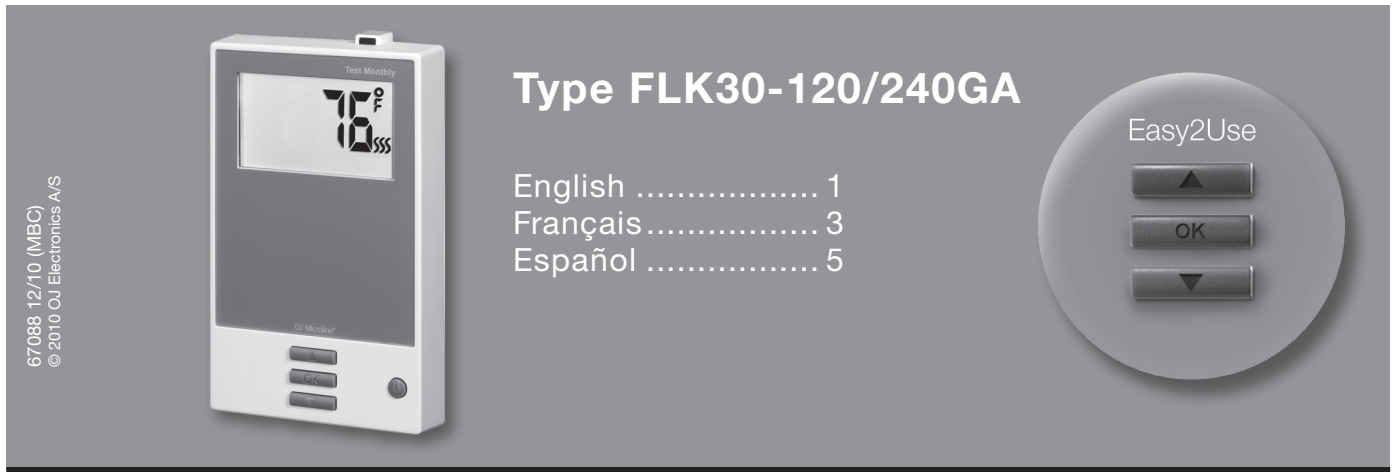 67088 12/10 (MBC)
© 2010 OJ Electronics A/S
Test Monthly
76°F
OJ Microline®
OK
Type FLK30-120/240GA
English .................. 1
Français ................. 3
Español .................. 5
Easy2Use
OK